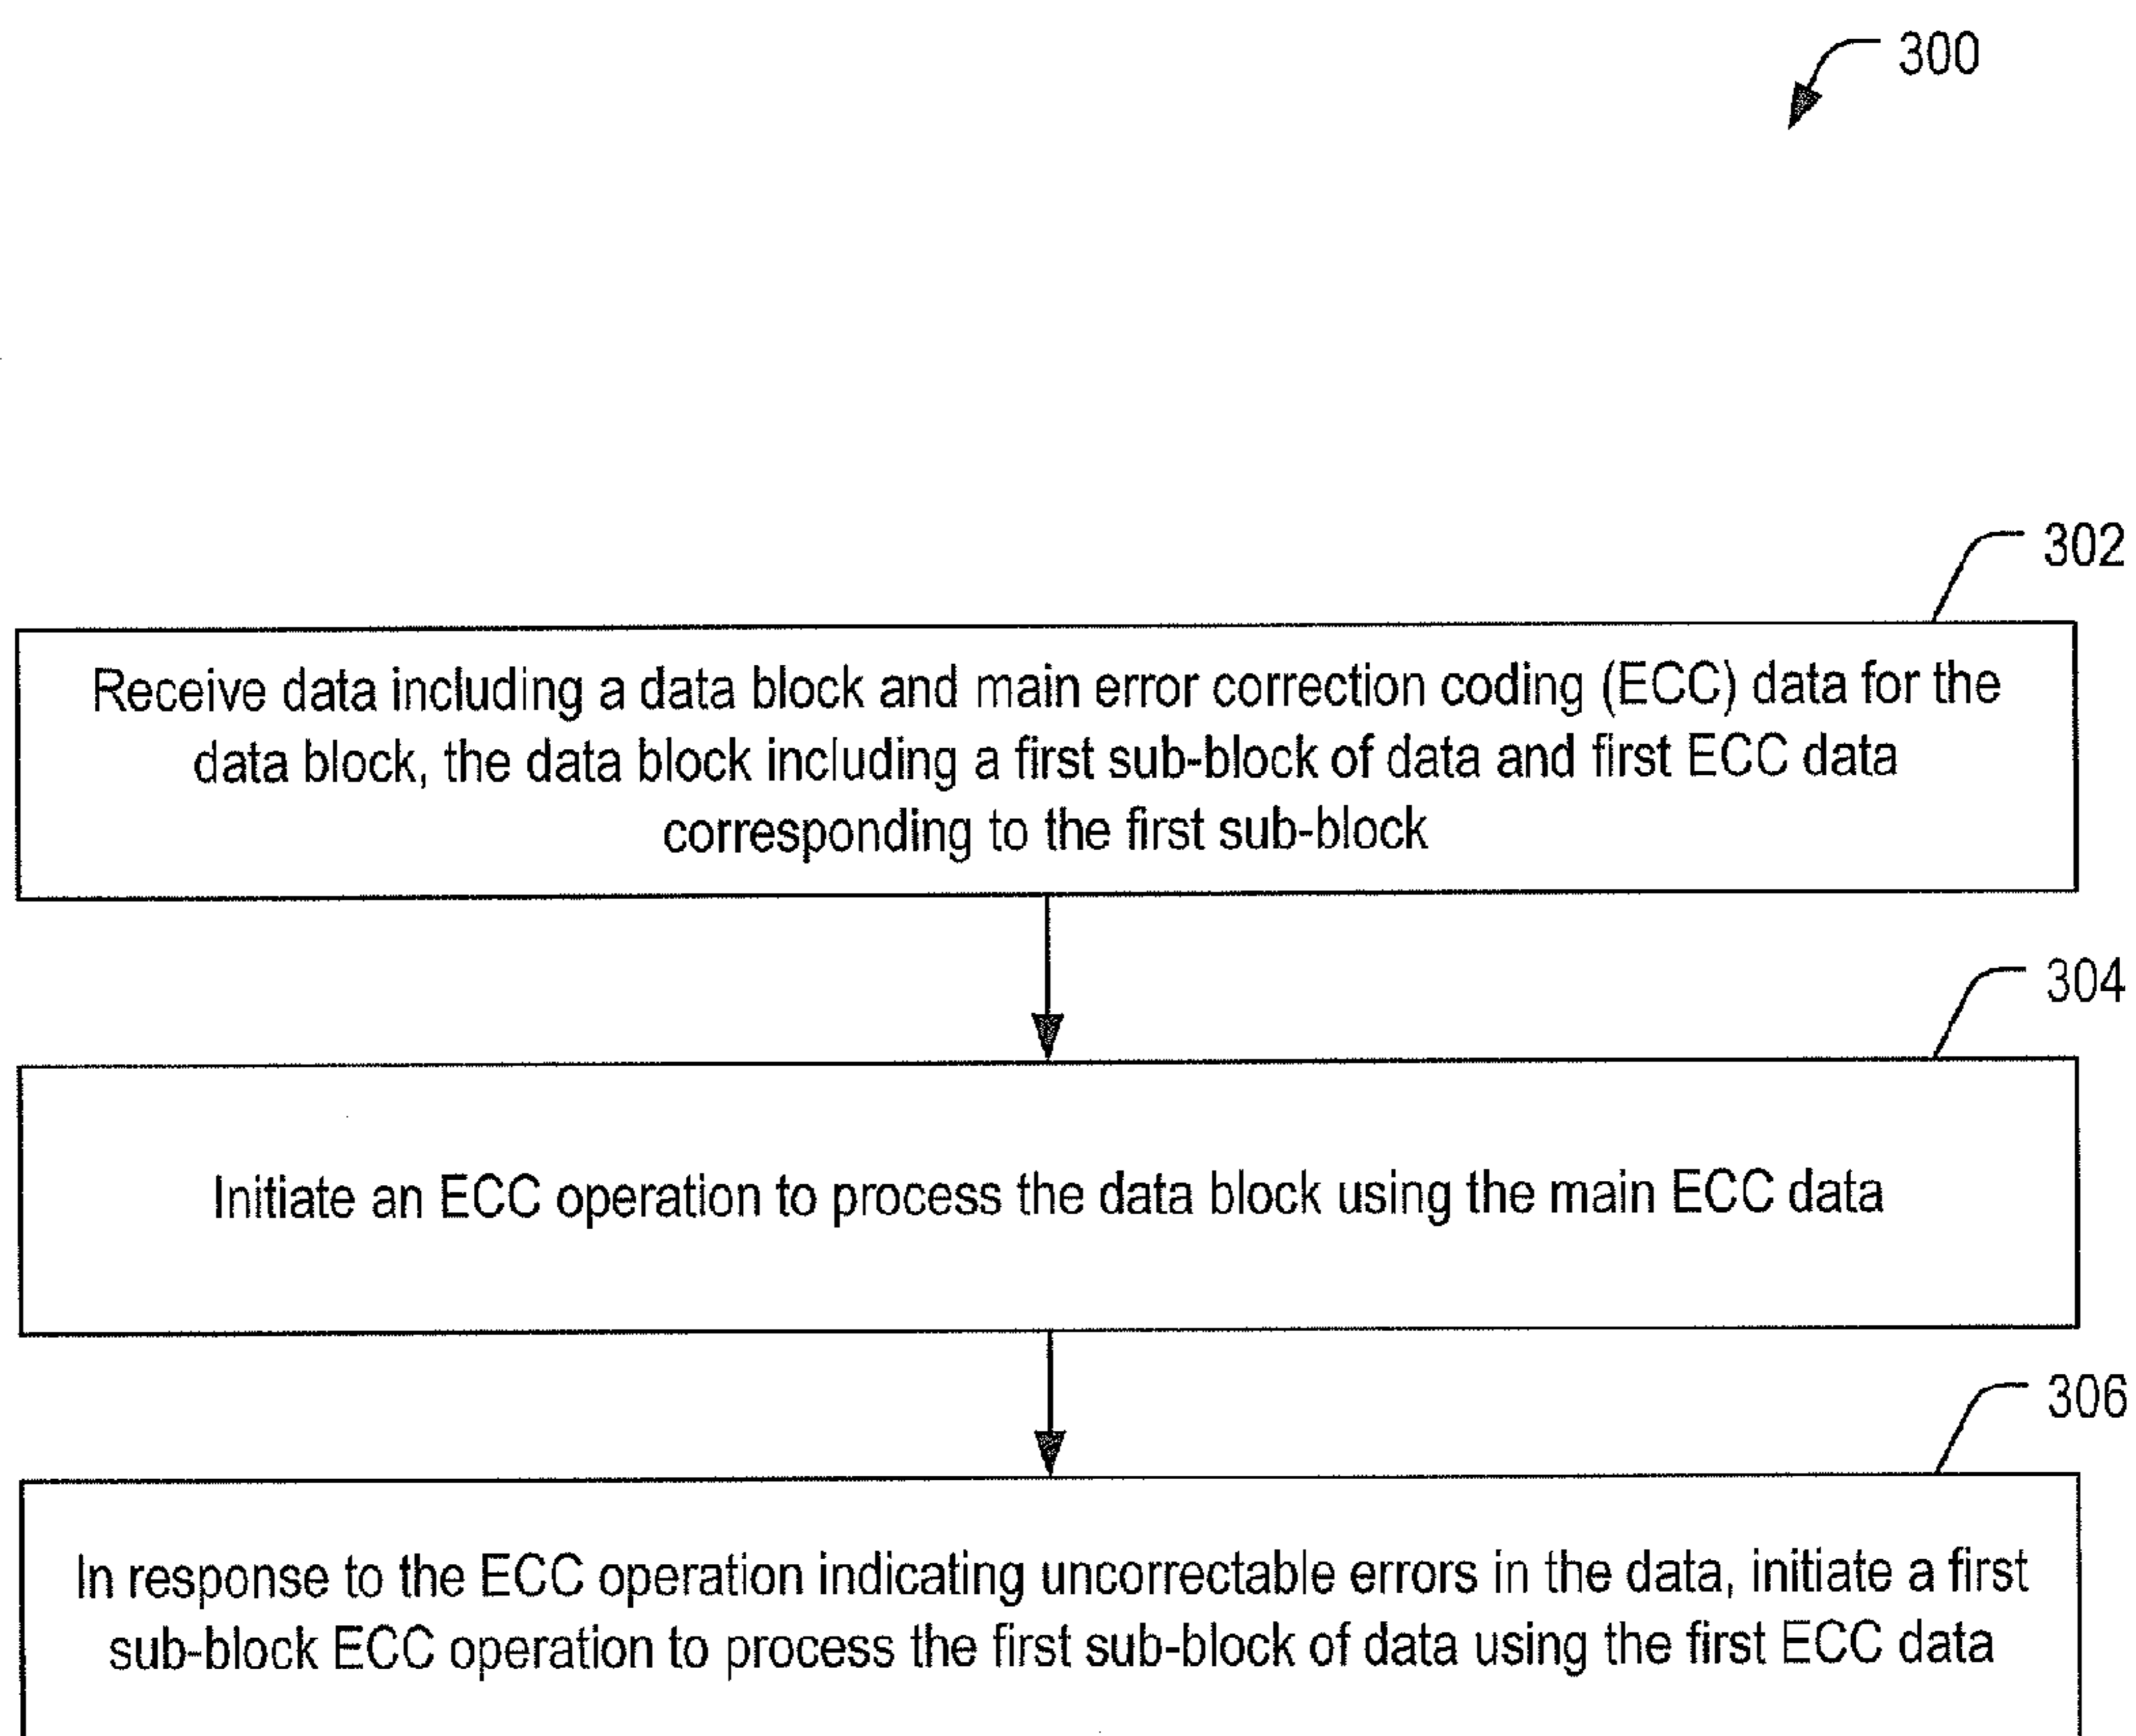 300
302
Receive data including a data block and main error correction coding (ECC) data for the
data block, the data block including a first sub-block of data and first ECC data
corresponding to the first sub-block
304
Initiate an ECC operation to process the data block using the main ECC data
306
In response to the ECC operation indicating uncorrectable errors in the data, initiate a first
sub-block ECC operation to process the first sub-block of data using the first ECC data